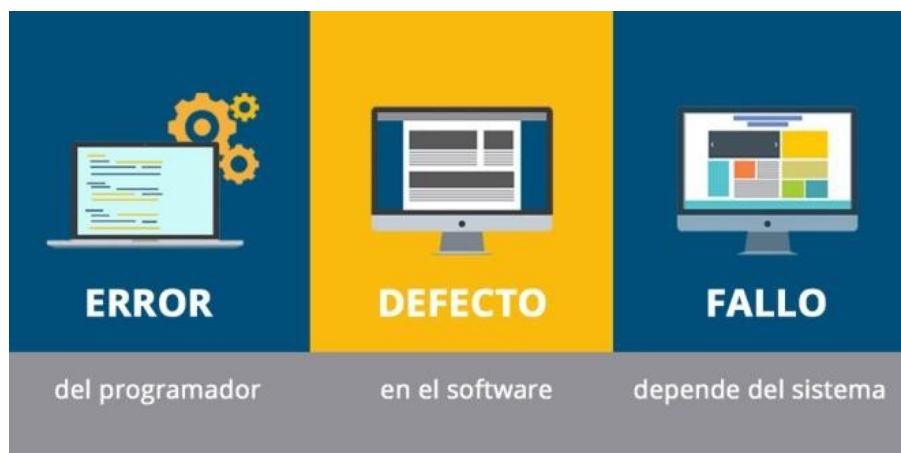 ERROR
del programador
DEFECTO
en el software
FALLO
depende del sistema